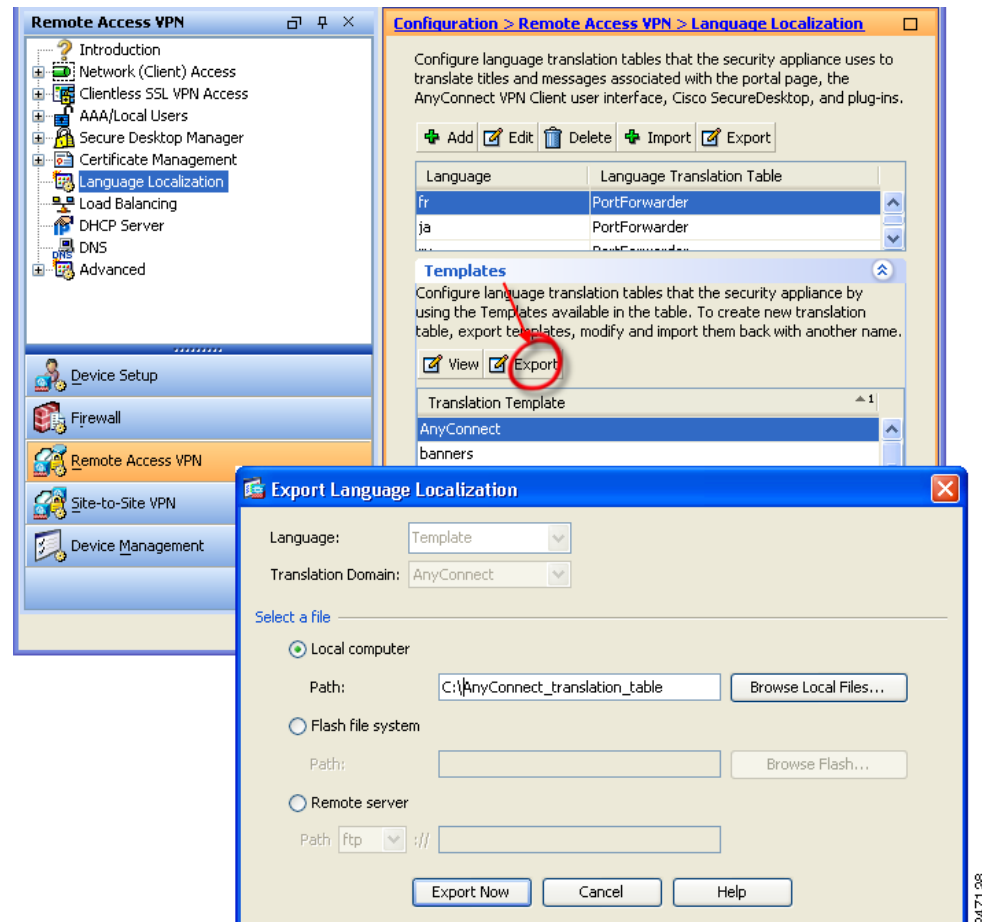 Remote Access VPN
Introduction
Network (Client) Access
Clientless SSL VPN Access
AAA/Local Users
Secure Desktop Manager
Certificate Management
Language Localization
Load Balancing
DHCP Server
DNS
DNS
Advanced
Device Setup
Firewall
Remote Access VPN
Site-to-Site VPN
Device Management
Configuration > Remote Access VPN > Language Localization
Configure language translation tables that the security appliance uses to
translate titles and messages associated with the portal page, the
AnyConnect VPN Client user interface, Cisco SecureDesktop, and plug-ins.
Add Edit Delete Import Export
Language Language Translation Table
fr PortForwarder
ja PortForwarder
Templates
Configure language translation tables that the security appliance by
using the Templates available in the table. To create new translation
table, export templates, modify and import them back with another name.
View Export
Translation Template 1
AnyConnect
banners
Export Language Localization
Language: Template
Translation Domain: AnyConnect
Select a file
Local computer
Path: C:\AnyConnect_translation_table Browse Local Files...
Flash file system
Path: Browse Flash...
Remote server
Path ftp ://
Export Now Cancel Help
247138